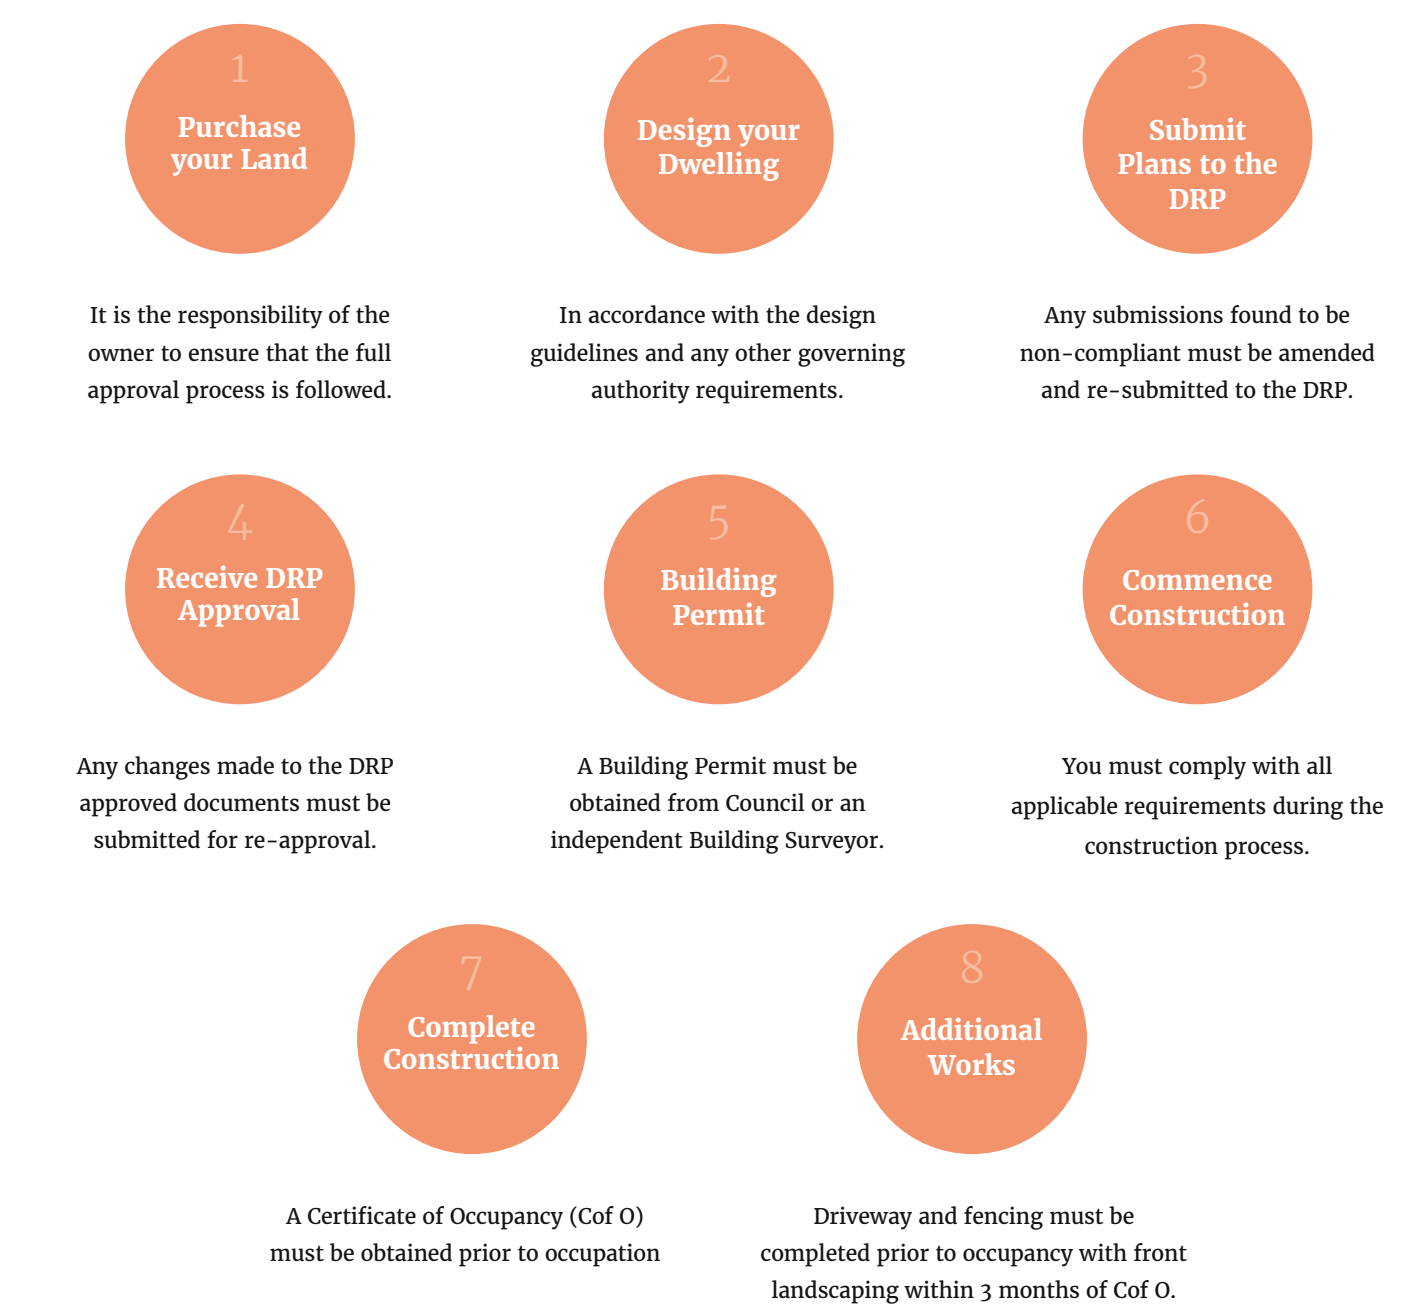 1
Purchase
your Land
It is the responsibility of the
owner to ensure that the full
approval process is followed.
2
Design your
Dwelling
In accordance with the design
guidelines and any other governing
authority requirements.
3
Submit
Plans to the
DRP
Any submissions found to be
non-compliant must be amended
and re-submitted to the DRP.
4
Receive DRP
Approval
Any changes made to the DRP
approved documents must be
submitted for re-approval.
5
Building
Permit
A Building Permit must be
obtained from Council or an
independent Building Surveyor.
6
Commence
Construction
You must comply with all
applicable requirements during the
construction process.
7
Complete
Construction
A Certificate of Occupancy (Cof O)
must be obtained prior to occupation
8
Additional
Works
Driveway and fencing must be
completed prior to occupancy with front
landscaping within 3 months of Cof O.